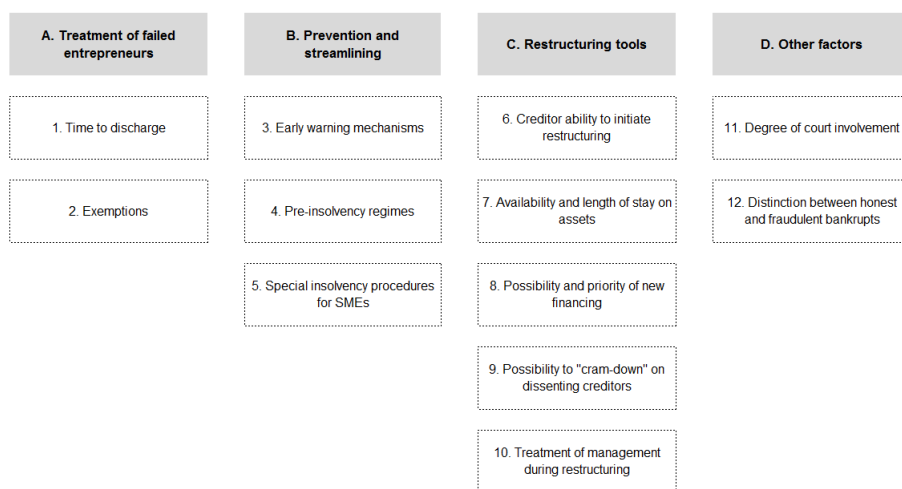 A. Treatment of failed
entrepreneurs
1. Time to discharge
2. Exemptions
B. Prevention and
streamlining
3. Early warning mechanisms
4. Pre-insolvency regimes
5. Special insolvency procedures
for SMEs
C. Restructuring tools
6. Creditor ability to initiate
restructuring
7. Availability and length of stay on
assets
8. Possibility and priority of new
financing
9. Possibility to "cram-down" on
dissenting creditors
10. Treatment of management
during restructuring
D. Other factors
11. Degree of court involvement
12. Distinction between honest
and fraudulent bankrupts